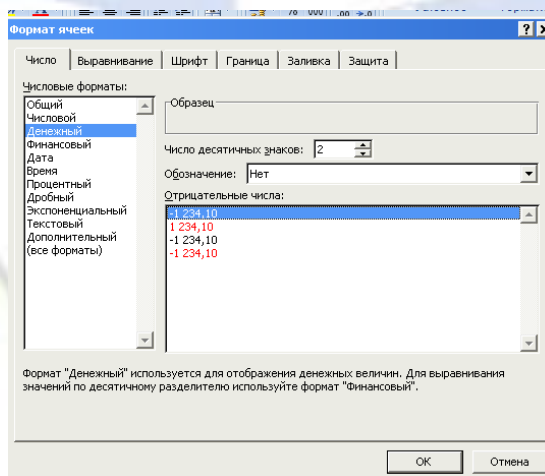 Формат ячеек
Число Выравнивание Шрифт Граница Заливка Защита
Числовые форматы:
Общий
Числовой
Денежный
Финансовый
Дата
Время
Процентный
Дробный
Экспоненциальный
Текстовый
Дополнительный
(все форматы)
Образец
Число десятичных знаков: 2
Обозначение: Нет
Отрицательные числа:
-1 234,10
1 234,10
-1 234,10
-1 234,10
Формат "Денежный" используется для отображения денежных величин. Для выравнивания
значений по десятичному разделителю используйте формат "Финансовый".
ОК Отмена